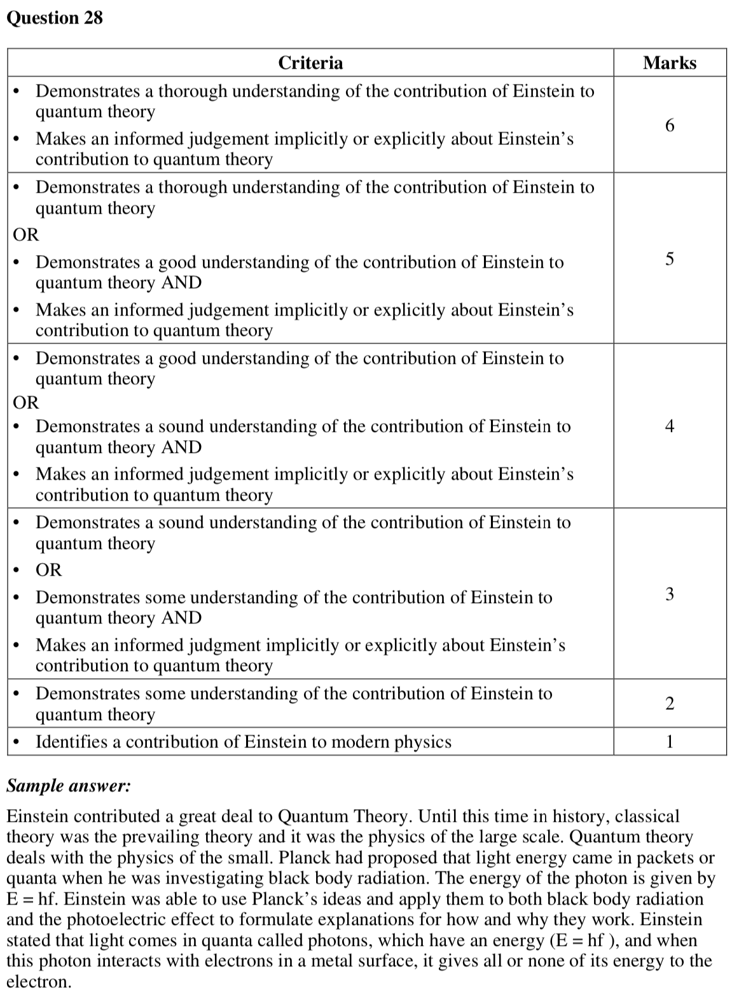 Question 28
Criteria
Marks
• Demonstrates a thorough understanding of the contribution of Einstein to
quantum theory
• Makes an informed judgement implicitly or explicitly about Einstein's
contribution to quantum theory
6
• Demonstrates a thorough understanding of the contribution of Einstein to
quantum theory
OR
• Demonstrates a good understanding of the contribution of Einstein to
quantum theory AND
• Makes an informed judgement implicitly or explicitly about Einstein's
contribution to quantum theory
5
• Demonstrates a good understanding of the contribution of Einstein to
quantum theory
OR
• Demonstrates a sound understanding of the contribution of Einstein to
quantum theory AND
• Makes an informed judgement implicitly or explicitly about Einstein's
contribution to quantum theory
4
• Demonstrates a sound understanding of the contribution of Einstein to
quantum theory
• OR
• Demonstrates some understanding of the contribution of Einstein to
quantum theory AND
• Makes an informed judgment implicitly or explicitly about Einstein's
contribution to quantum theory
3
• Demonstrates some understanding of the contribution of Einstein to
quantum theory
2
• Identifies a contribution of Einstein to modern physics
1
Sample answer:
Einstein contributed a great deal to Quantum Theory. Until this time in history, classical
theory was the prevailing theory and it was the physics of the large scale. Quantum theory
deals with the physics of the small. Planck had proposed that light energy came in packets or
quanta when he was investigating black body radiation. The energy of the photon is given by
E = hf. Einstein was able to use Planck's ideas and apply them to both black body radiation
and the photoelectric effect to formulate explanations for how and why they work. Einstein
stated that light comes in quanta called photons, which have an energy (E = hf ), and when
this photon interacts with electrons in a metal surface, it gives all or none of its energy to the
electron.